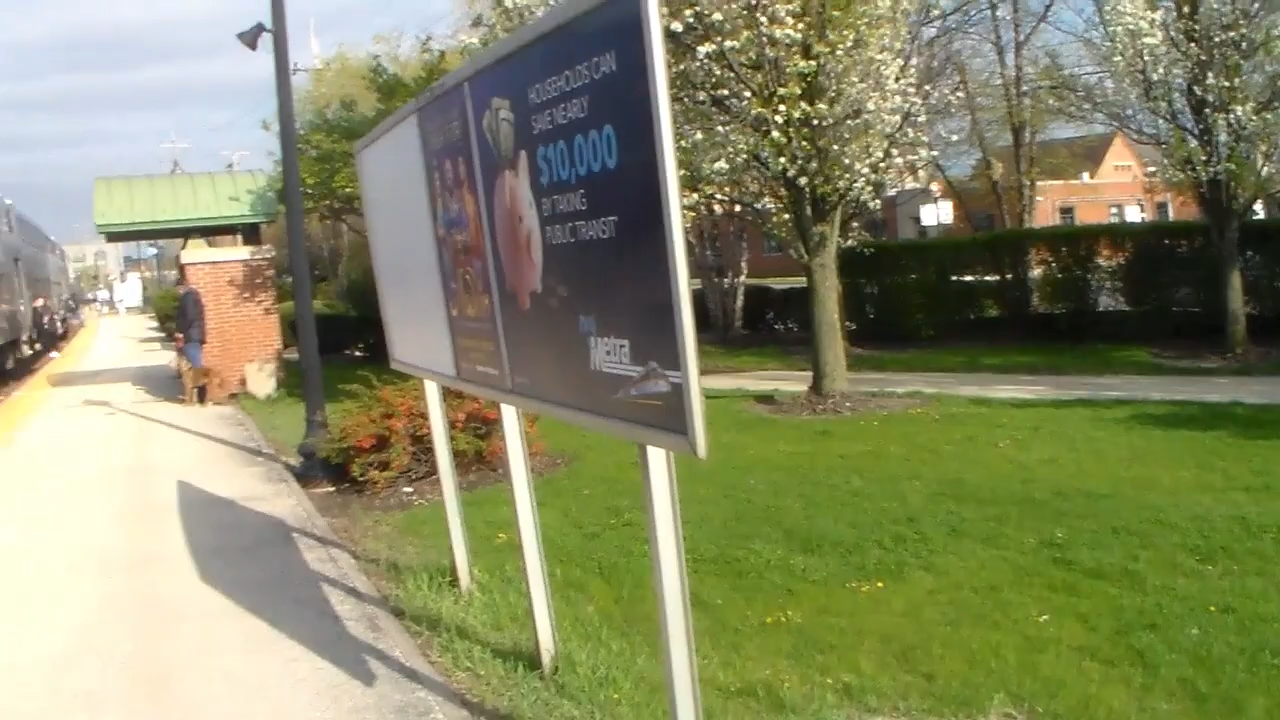 HOUSEHOLDS CAN
SAVE NEARLY
$10,000
BY TAKING
PUBLIC TRANSIT*
Metra